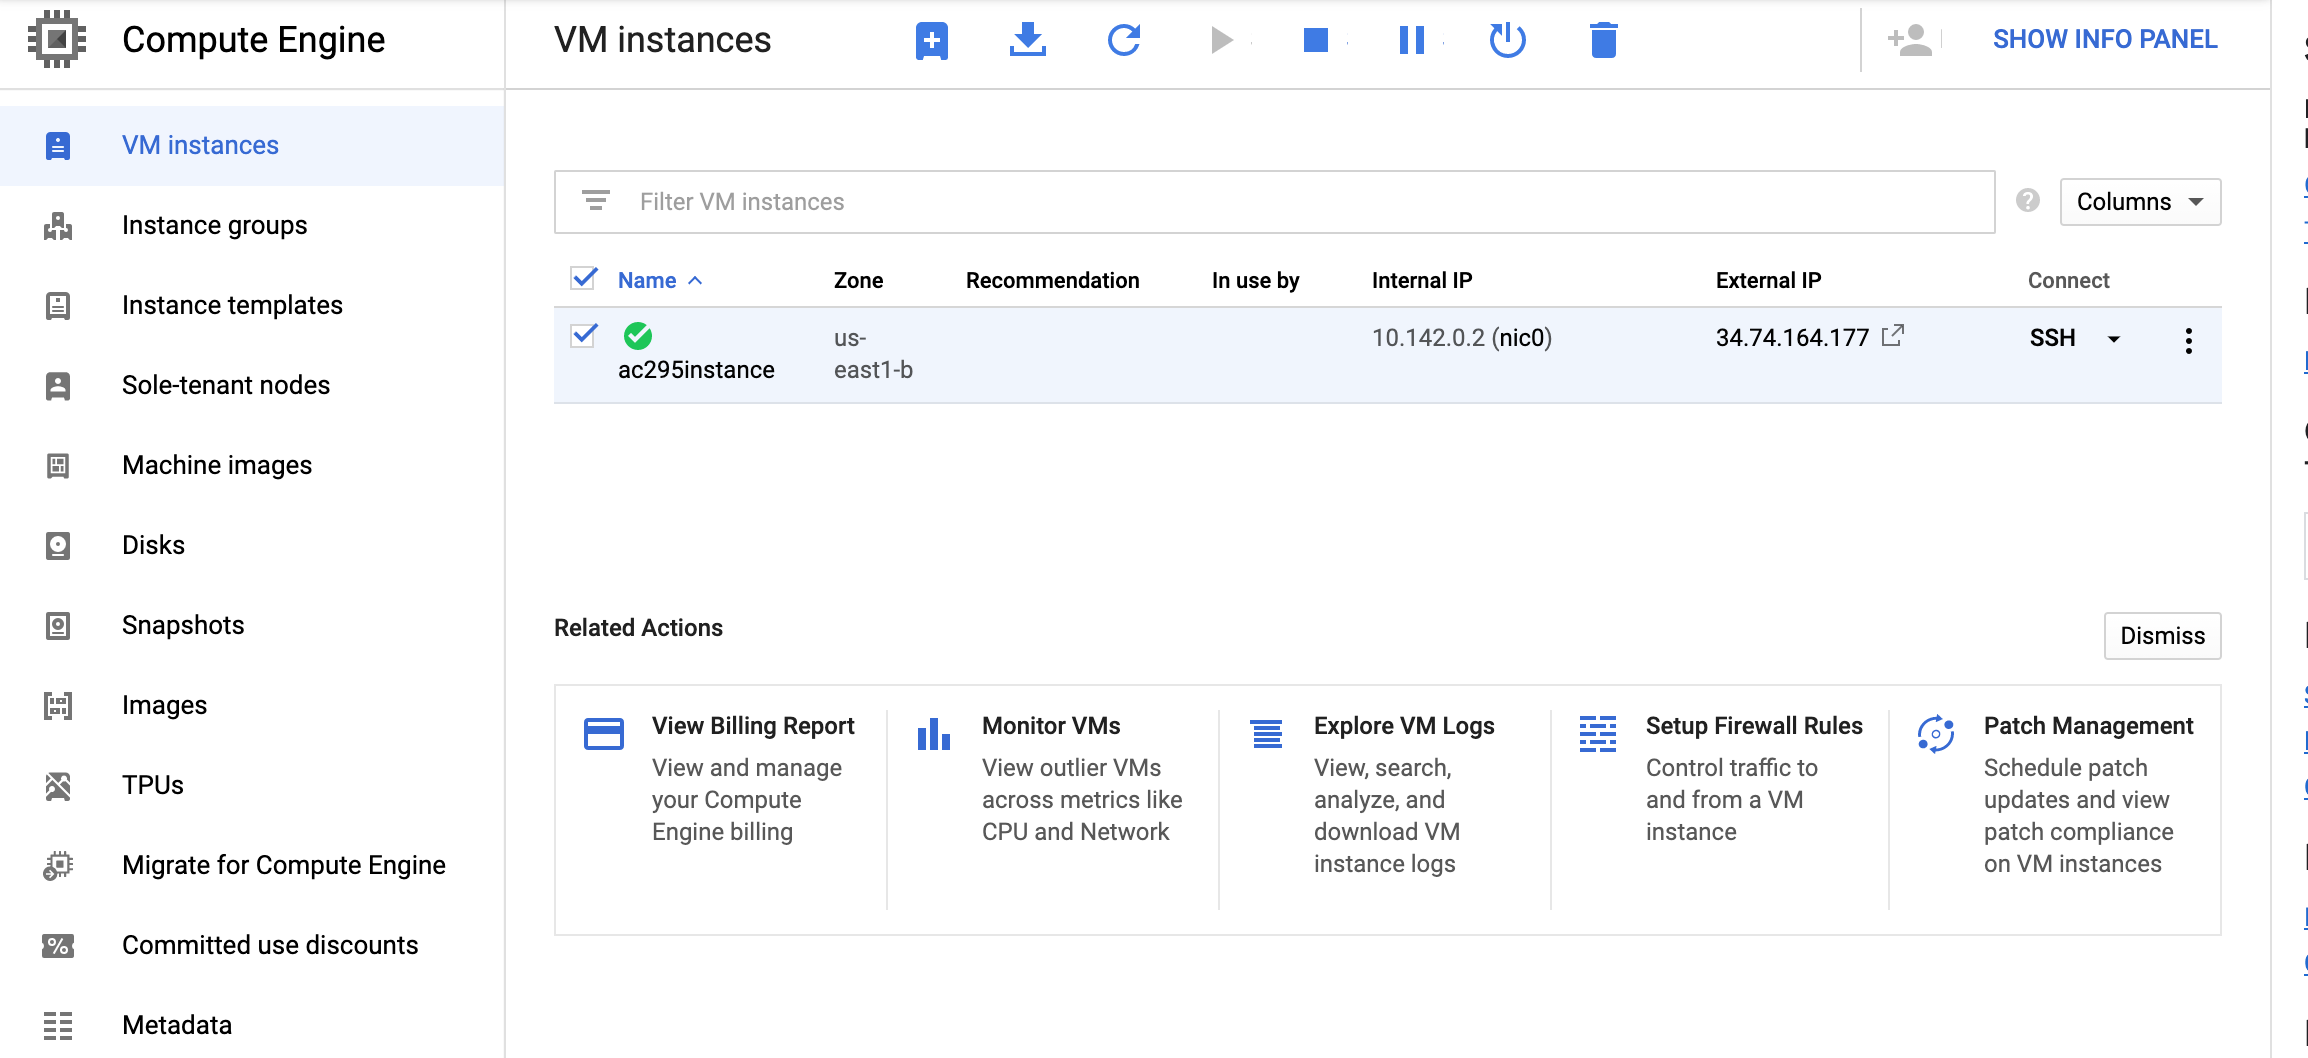 Compute Engine
VM instances
SHOW INFO PANEL
VM instances
Instance groups
Instance templates
Sole-tenant nodes
Machine images
Disks
Snapshots
Images
TPUs
Migrate for Compute Engine
Committed use discounts
Metadata
Filter VM instances
Columns
Name Zone Recommendation In use by Internal IP External IP Connect
ac295instance
us-
east1-b
10.142.0.2 (nic0)
34.74.164.177
SSH
Related Actions
Dismiss
View Billing Report
View and manage
your Compute
Engine billing
Monitor VMs
View outlier VMs
across metrics like
CPU and Network
Explore VM Logs
View, search,
analyze, and
download VM
instance logs
Setup Firewall Rules
Control traffic to
and from a VM
instance
Patch Management
Schedule patch
updates and view
patch compliance
on VM instances